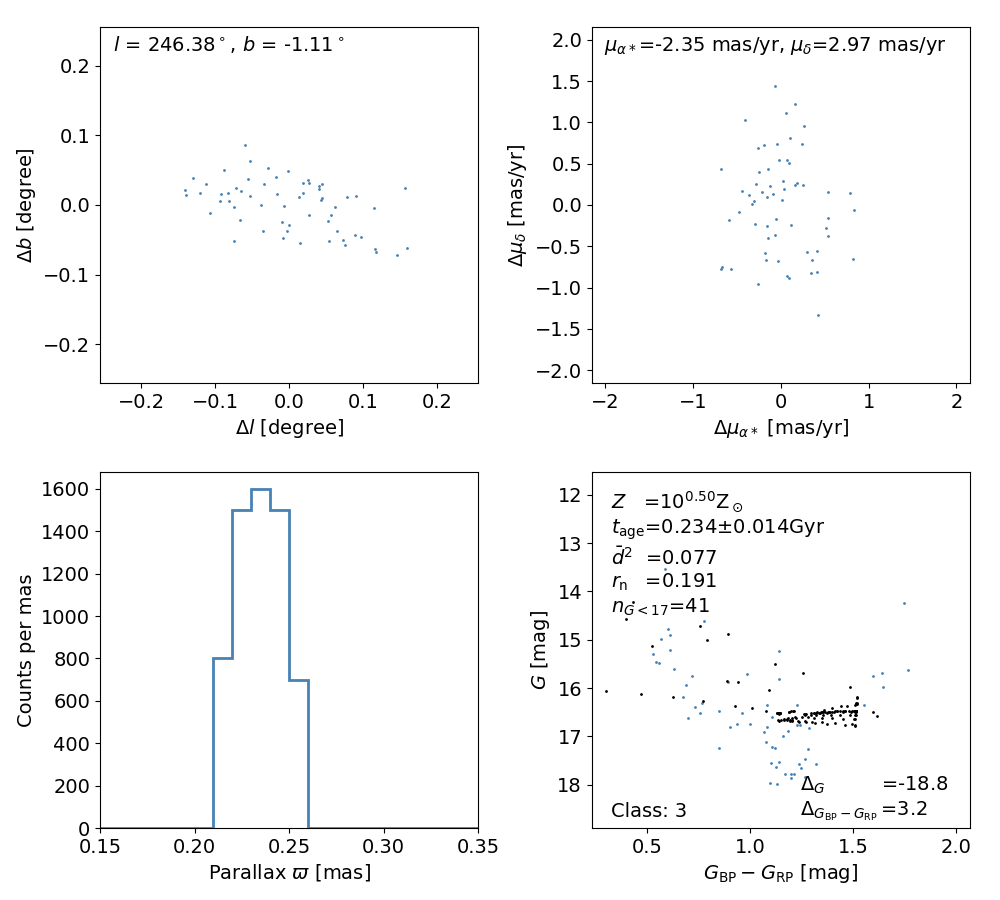 l = 246.38°, b = -1.11°
0.2
0.1
0.0
−0.1
−0.2
Δb [degree]
−0.2 −0.1 0.0 0.1 0.2
Δl [degree]
μα*=-2.35 mas/yr, μδ=2.97 mas/yr
2.0
1.5
1.0
0.5
0.0
−0.5
−1.0
−1.5
−2.0
Δμδ [mas/yr]
−2 −1 0 1 2
Δμα* [mas/yr]
1600
1400
1200
1000
800
600
400
200
0
Counts per mas
0.15 0.20 0.25 0.30 0.35
Parallax ϖ [mas]
12
13
14
15
16
17
18
G [mag]
Z =10^0.50 Z⊙
t_age=0.234±0.014Gyr
d̄² =0.077
r_n =0.191
n_G<17=41
Δ_G =-18.8
Δ_GBP−GRP=3.2
Class: 3
0.5 1.0 1.5 2.0
G_BP − G_RP [mag]